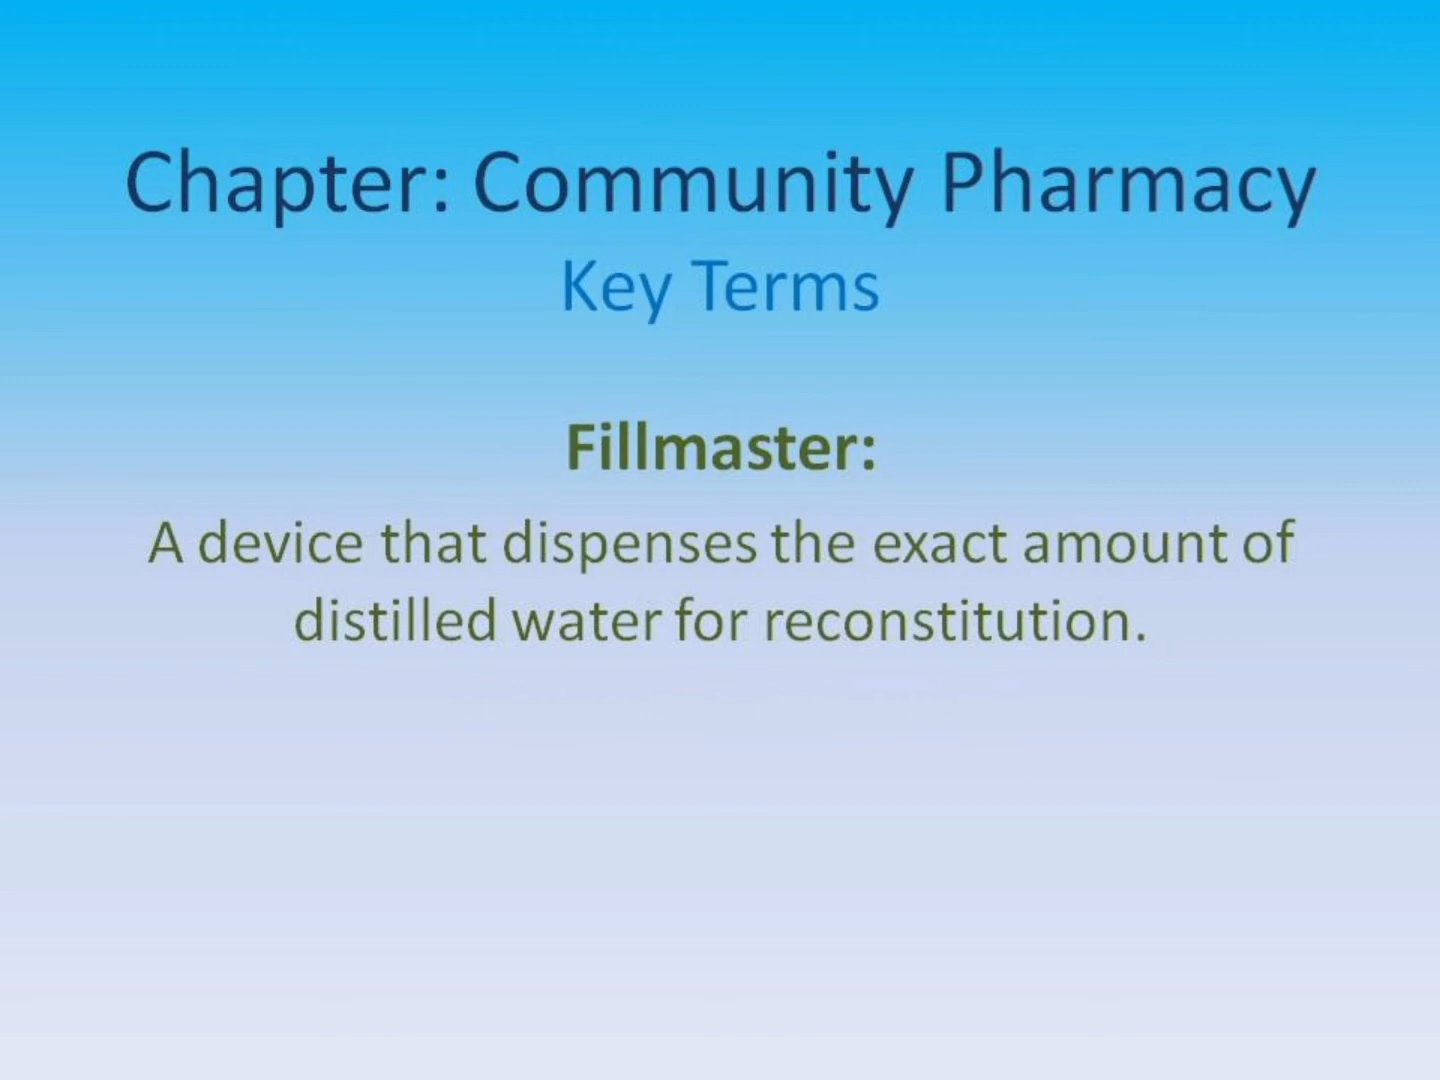 Chapter: Community Pharmacy
Key Terms
Fillmaster:
A device that dispenses the exact amount of
distilled water for reconstitution.